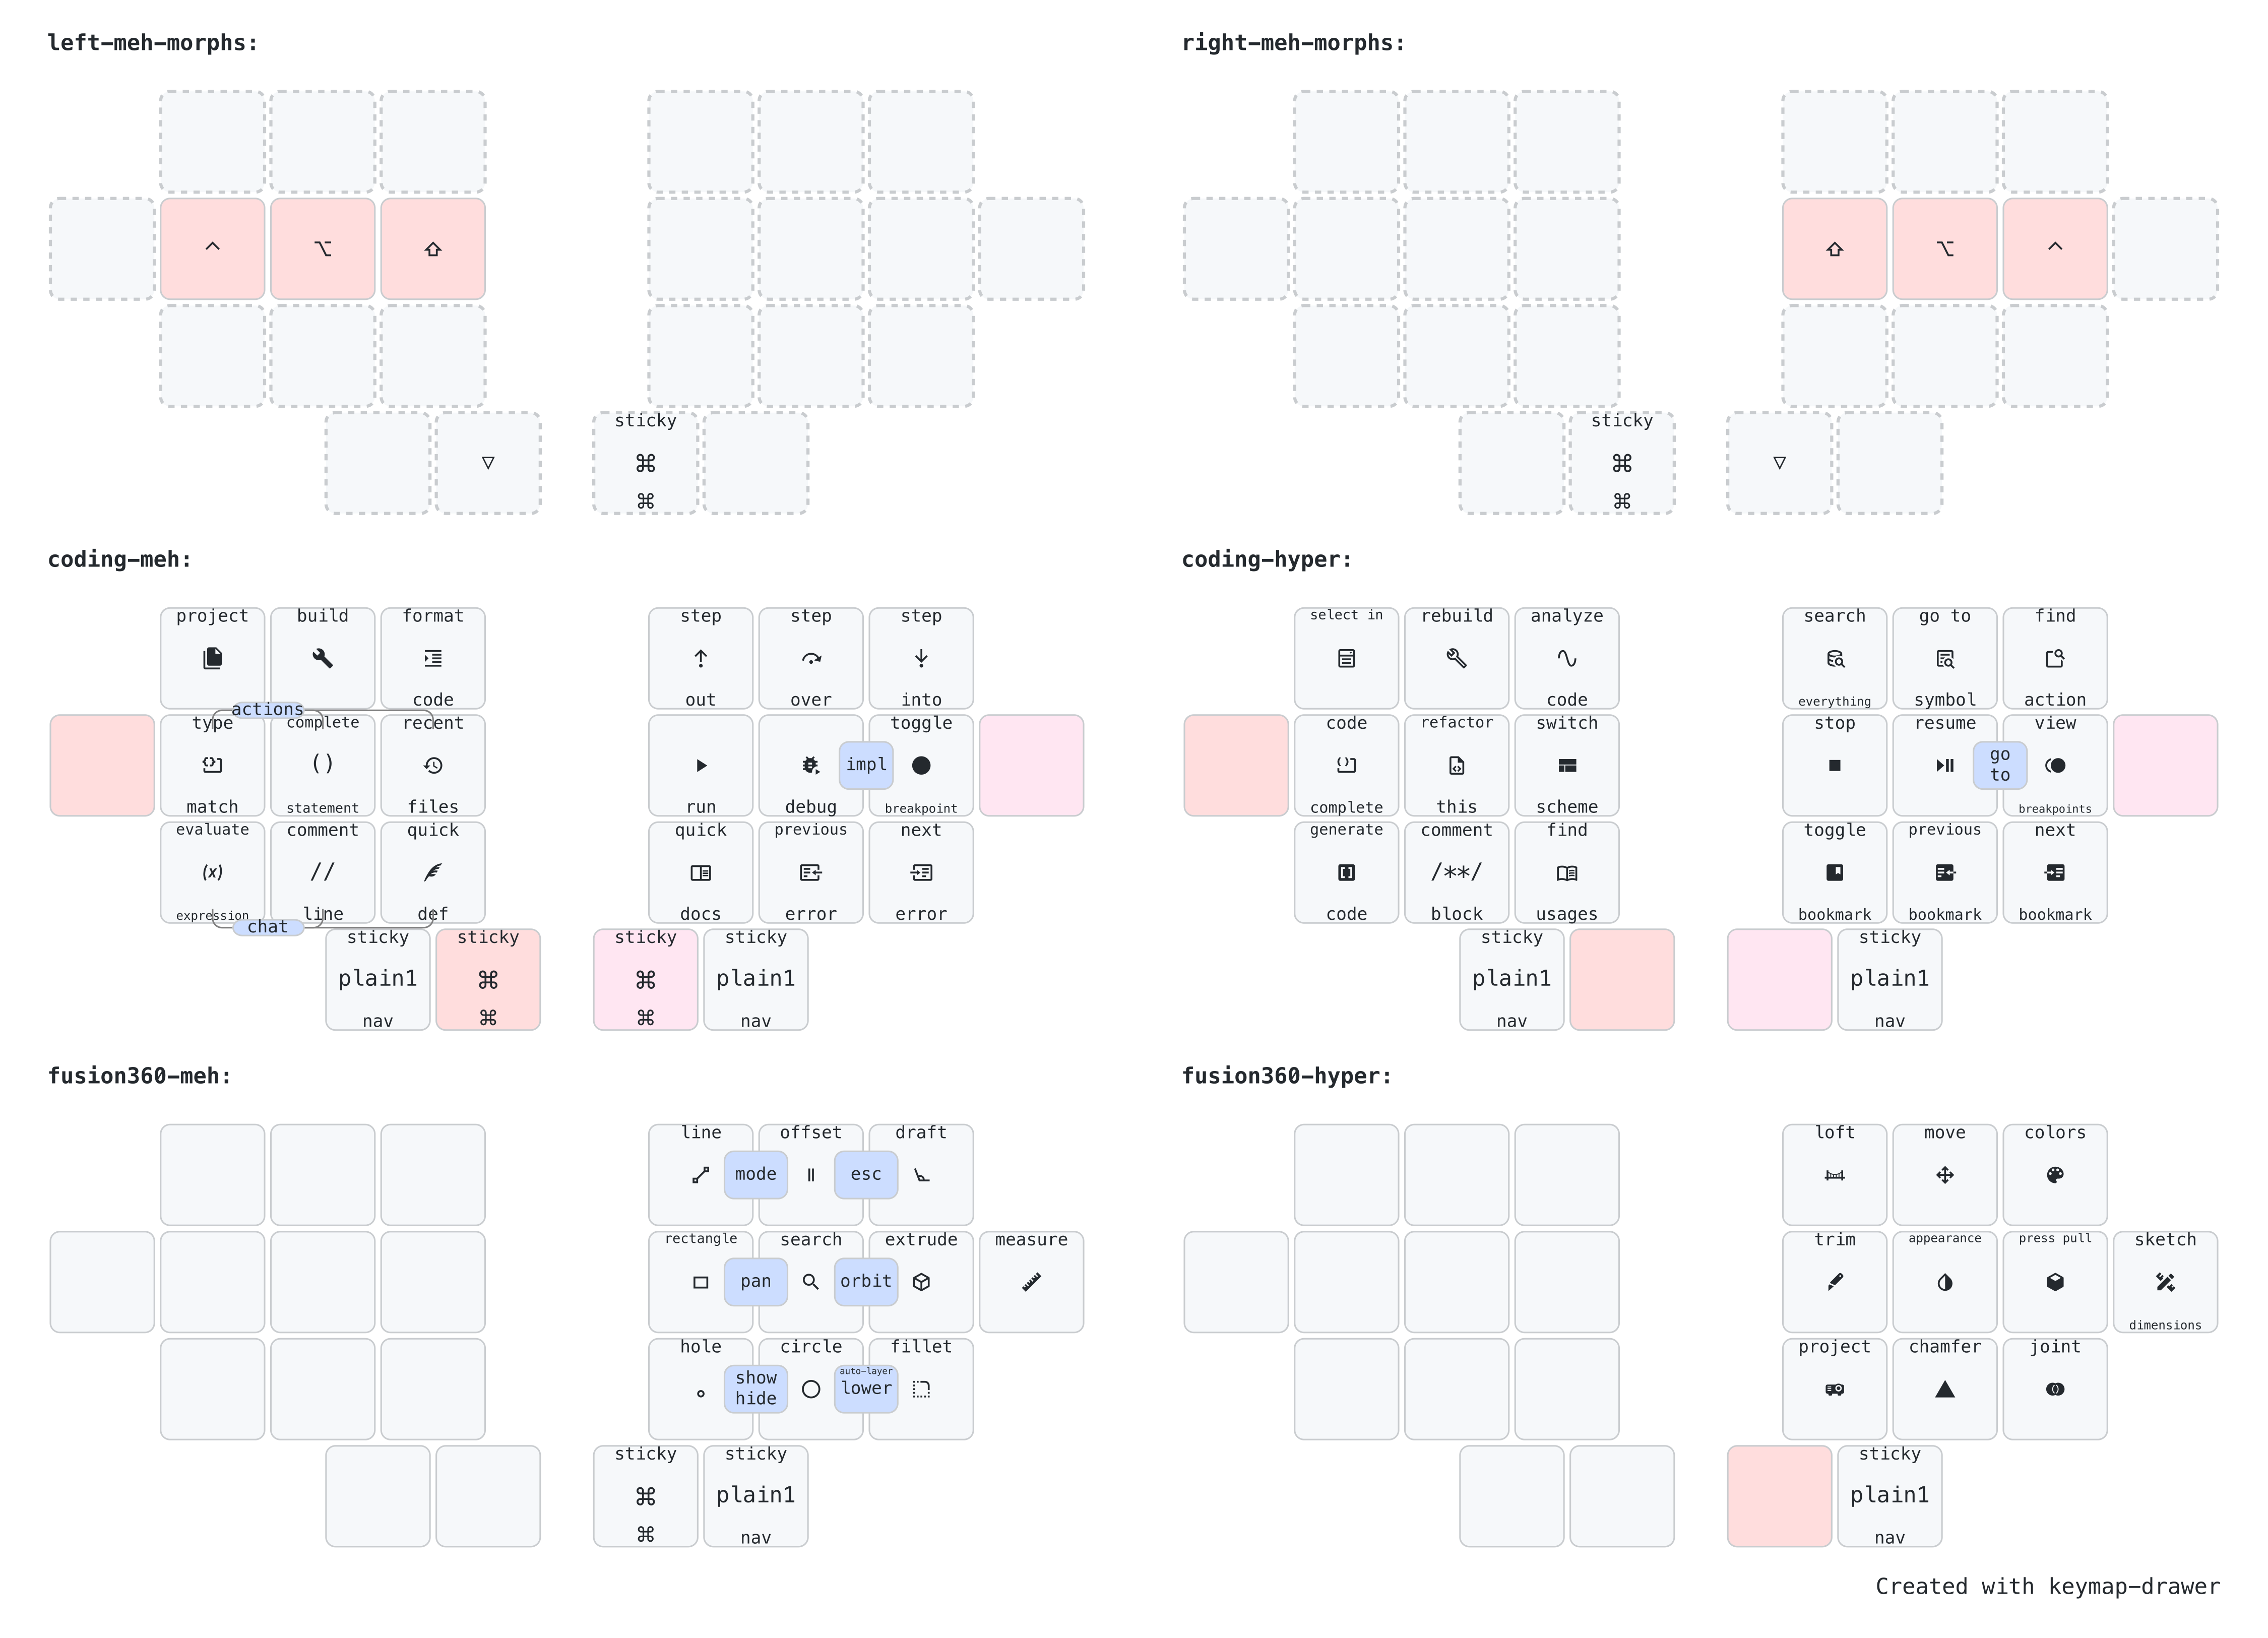 left-meh-morphs:
right-meh-morphs:
^ ⌥ ⇧
⇧ ⌥ ^
sticky
▽ ⌘
⌘
sticky
⌘ ▽
⌘
coding-meh:
project build format
code
step step step
out over into
actions
type complete recent
()
match statement files
toggle
impl
run debug breakpoint
evaluate comment quick
(x) //
expression line def
chat
quick previous next
docs error error
sticky sticky sticky sticky
plain1 ⌘ ⌘ plain1
nav ⌘ ⌘ nav
coding-hyper:
select in rebuild analyze
code
search go to find
everything symbol action
code refactor switch
complete this scheme
stop resume view
go
to
breakpoints
generate comment find
/**/
code block usages
toggle previous next
bookmark bookmark bookmark
sticky sticky
plain1 plain1
nav nav
fusion360-meh:
line offset draft
mode esc
rectangle search extrude measure
pan orbit
hole circle fillet
show
hide
auto-layer
lower
sticky sticky
⌘ plain1
⌘ nav
fusion360-hyper:
loft move colors
trim appearance press pull sketch
dimensions
project chamfer joint
sticky
plain1
nav
Created with keymap-drawer